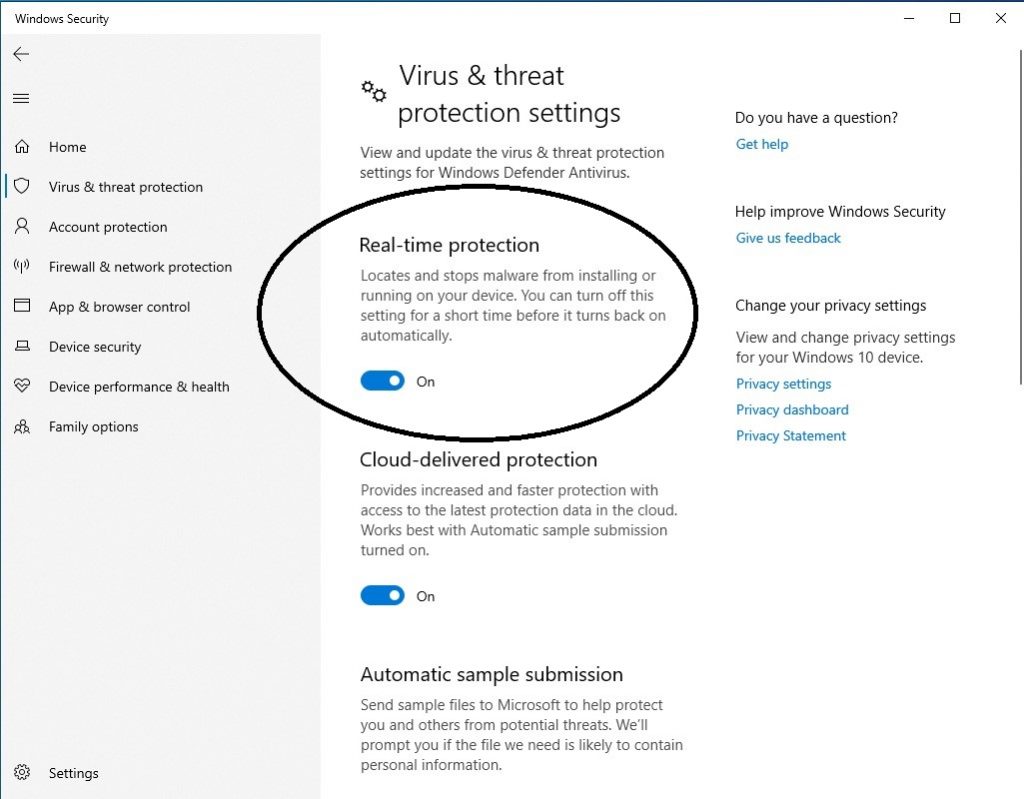 Windows Security
Home
Virus & threat protection
Account protection
Firewall & network protection
App & browser control
Device security
Device performance & health
Family options
Settings
Virus & threat
protection settings
View and update the virus & threat protection
settings for Windows Defender Antivirus.
Real-time protection
Locates and stops malware from installing or
running on your device. You can turn off this
setting for a short time before it turns back on
automatically.
On
Cloud-delivered protection
Provides increased and faster protection with
access to the latest protection data in the cloud.
Works best with Automatic sample submission
turned on.
On
Automatic sample submission
Send sample files to Microsoft to help protect
you and others from potential threats. We’ll
prompt you if the file we need is likely to contain
personal information.
Do you have a question?
Get help
Help improve Windows Security
Give us feedback
Change your privacy settings
View and change privacy settings
for your Windows 10 device.
Privacy settings
Privacy dashboard
Privacy Statement